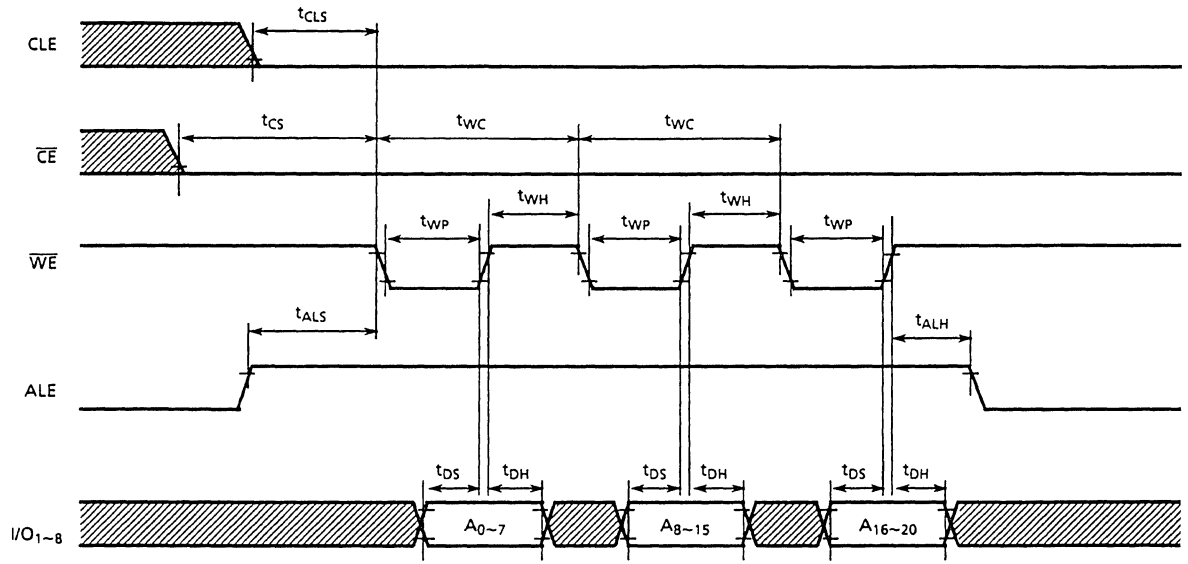 CLE
tCLS
CE
tCS
tWC
tWC
WE
tWP
tWH
tWP
tWH
tWP
ALE
tALS
tALH
I/O1~8
tDS
tDH
tDS
tDH
tDS
tDH
A0~7
A8~15
A16~20